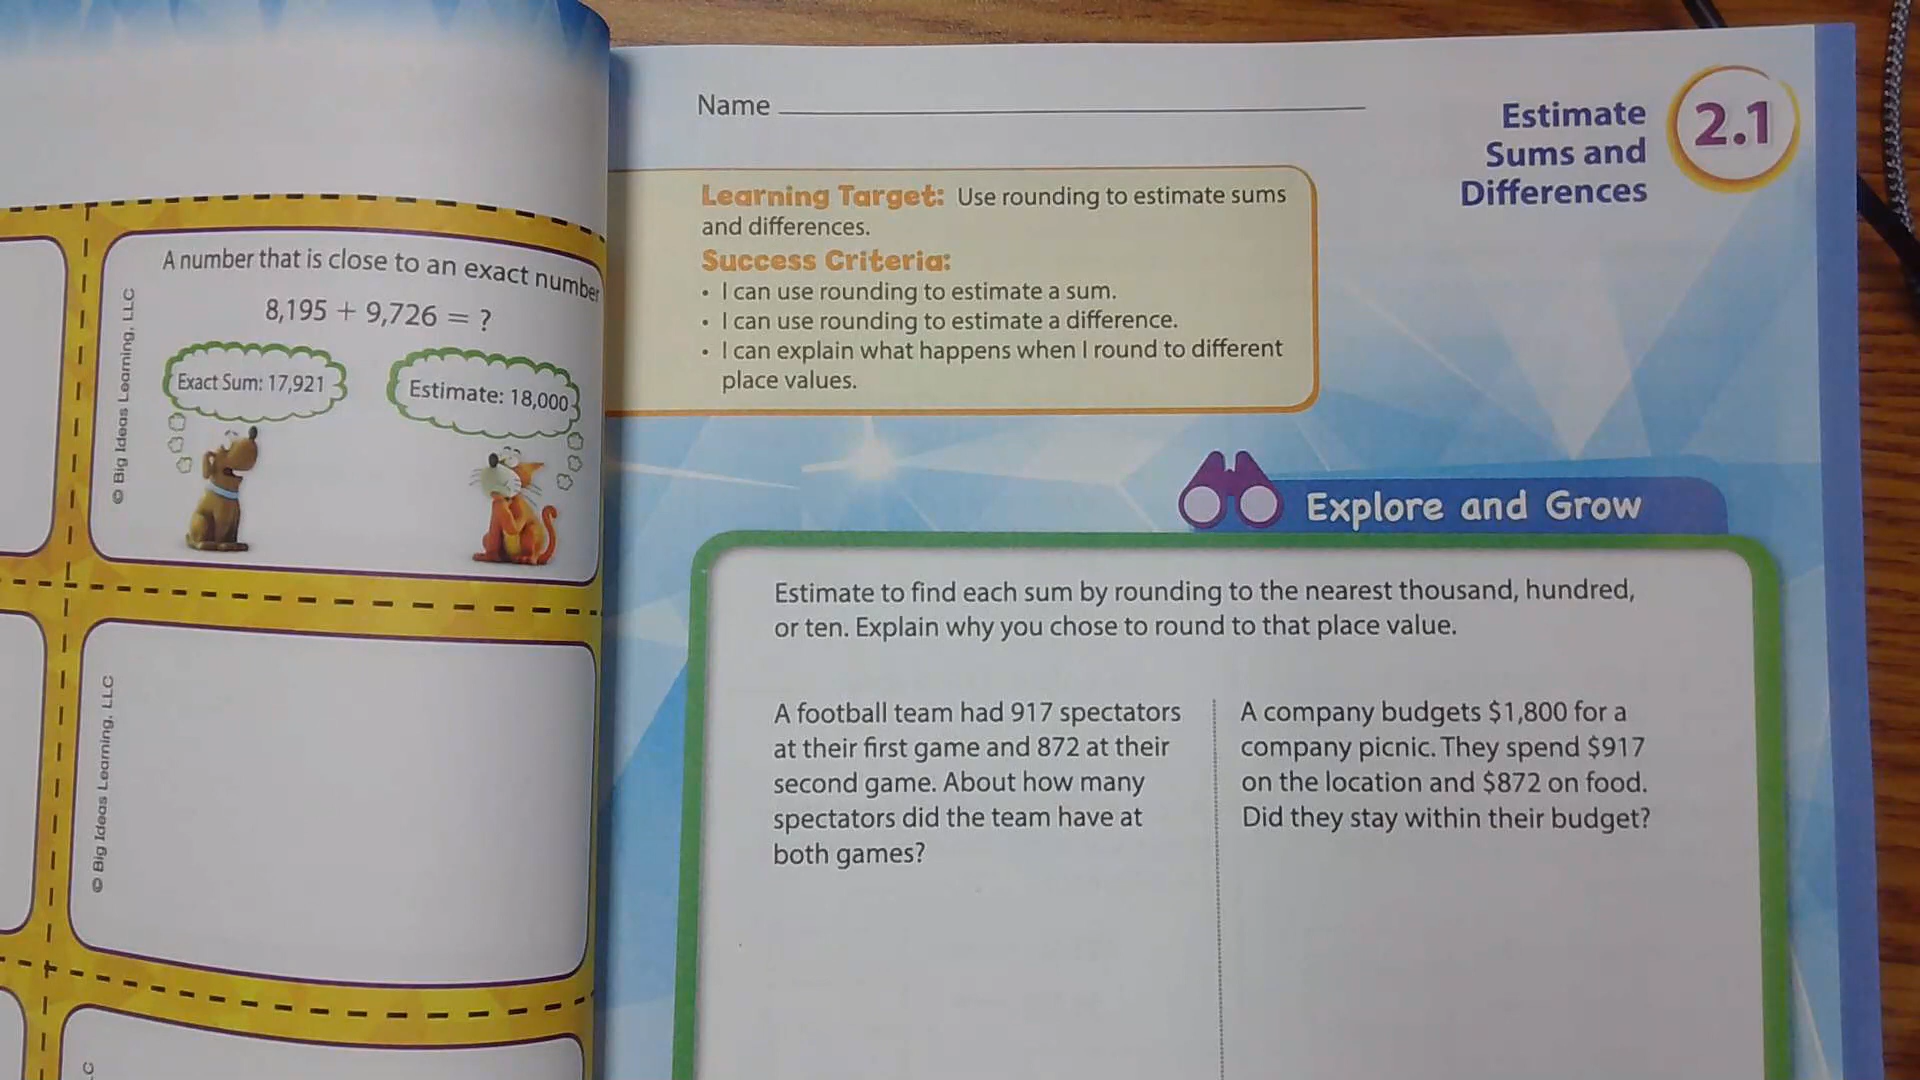 A number that is close to an exact number
8,195 + 9,726 = ?
Exact Sum: 17,921
Estimate: 18,000
© Big Ideas Learning, LLC
© Big Ideas Learning, LLC
Name
Estimate
Sums and
Differences
2.1
Learning Target: Use rounding to estimate sums
and differences.
Success Criteria:
• I can use rounding to estimate a sum.
• I can use rounding to estimate a difference.
• I can explain what happens when I round to different
place values.
Explore and Grow
Estimate to find each sum by rounding to the nearest thousand, hundred,
or ten. Explain why you chose to round to that place value.
A football team had 917 spectators
at their first game and 872 at their
second game. About how many
spectators did the team have at
both games?
A company budgets $1,800 for a
company picnic. They spend $917
on the location and $872 on food.
Did they stay within their budget?